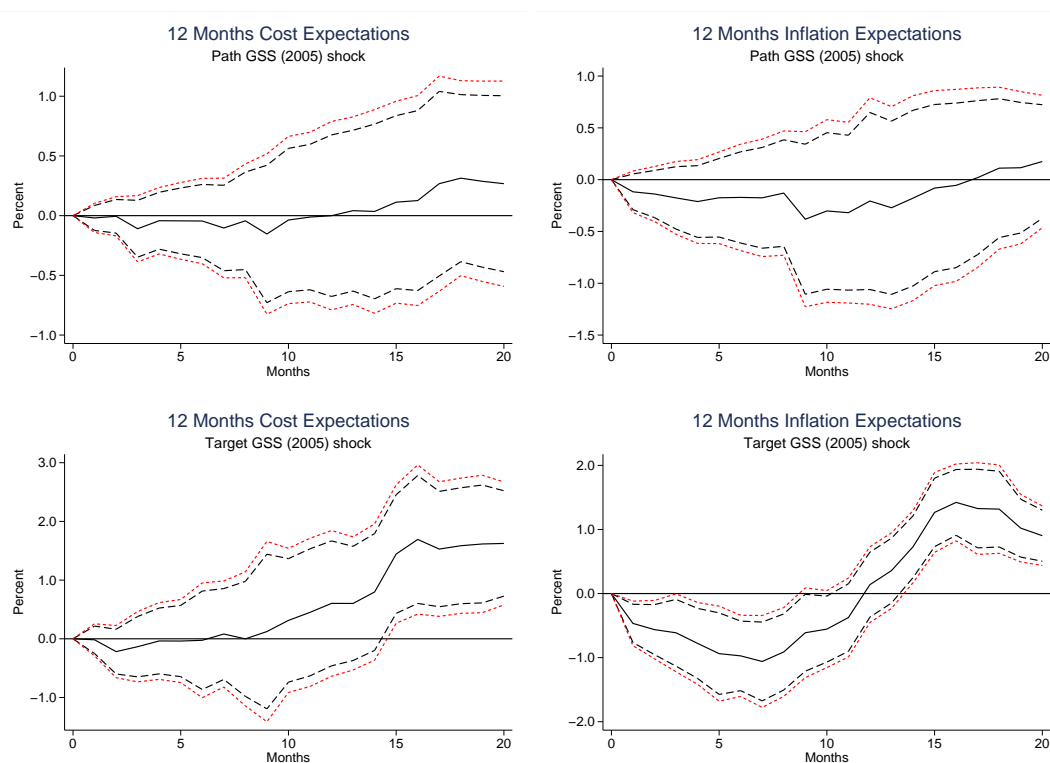 12 Months Cost Expectations
Path GSS (2005) shock
1.0
0.5
0.0
−0.5
−1.0
Percent
0 5 10 15 20
Months
12 Months Inflation Expectations
Path GSS (2005) shock
1.0
0.5
0.0
−0.5
−1.0
−1.5
Percent
0 5 10 15 20
Months
12 Months Cost Expectations
Target GSS (2005) shock
3.0
2.0
1.0
0.0
−1.0
Percent
0 5 10 15 20
Months
12 Months Inflation Expectations
Target GSS (2005) shock
2.0
1.0
0.0
−1.0
−2.0
Percent
0 5 10 15 20
Months